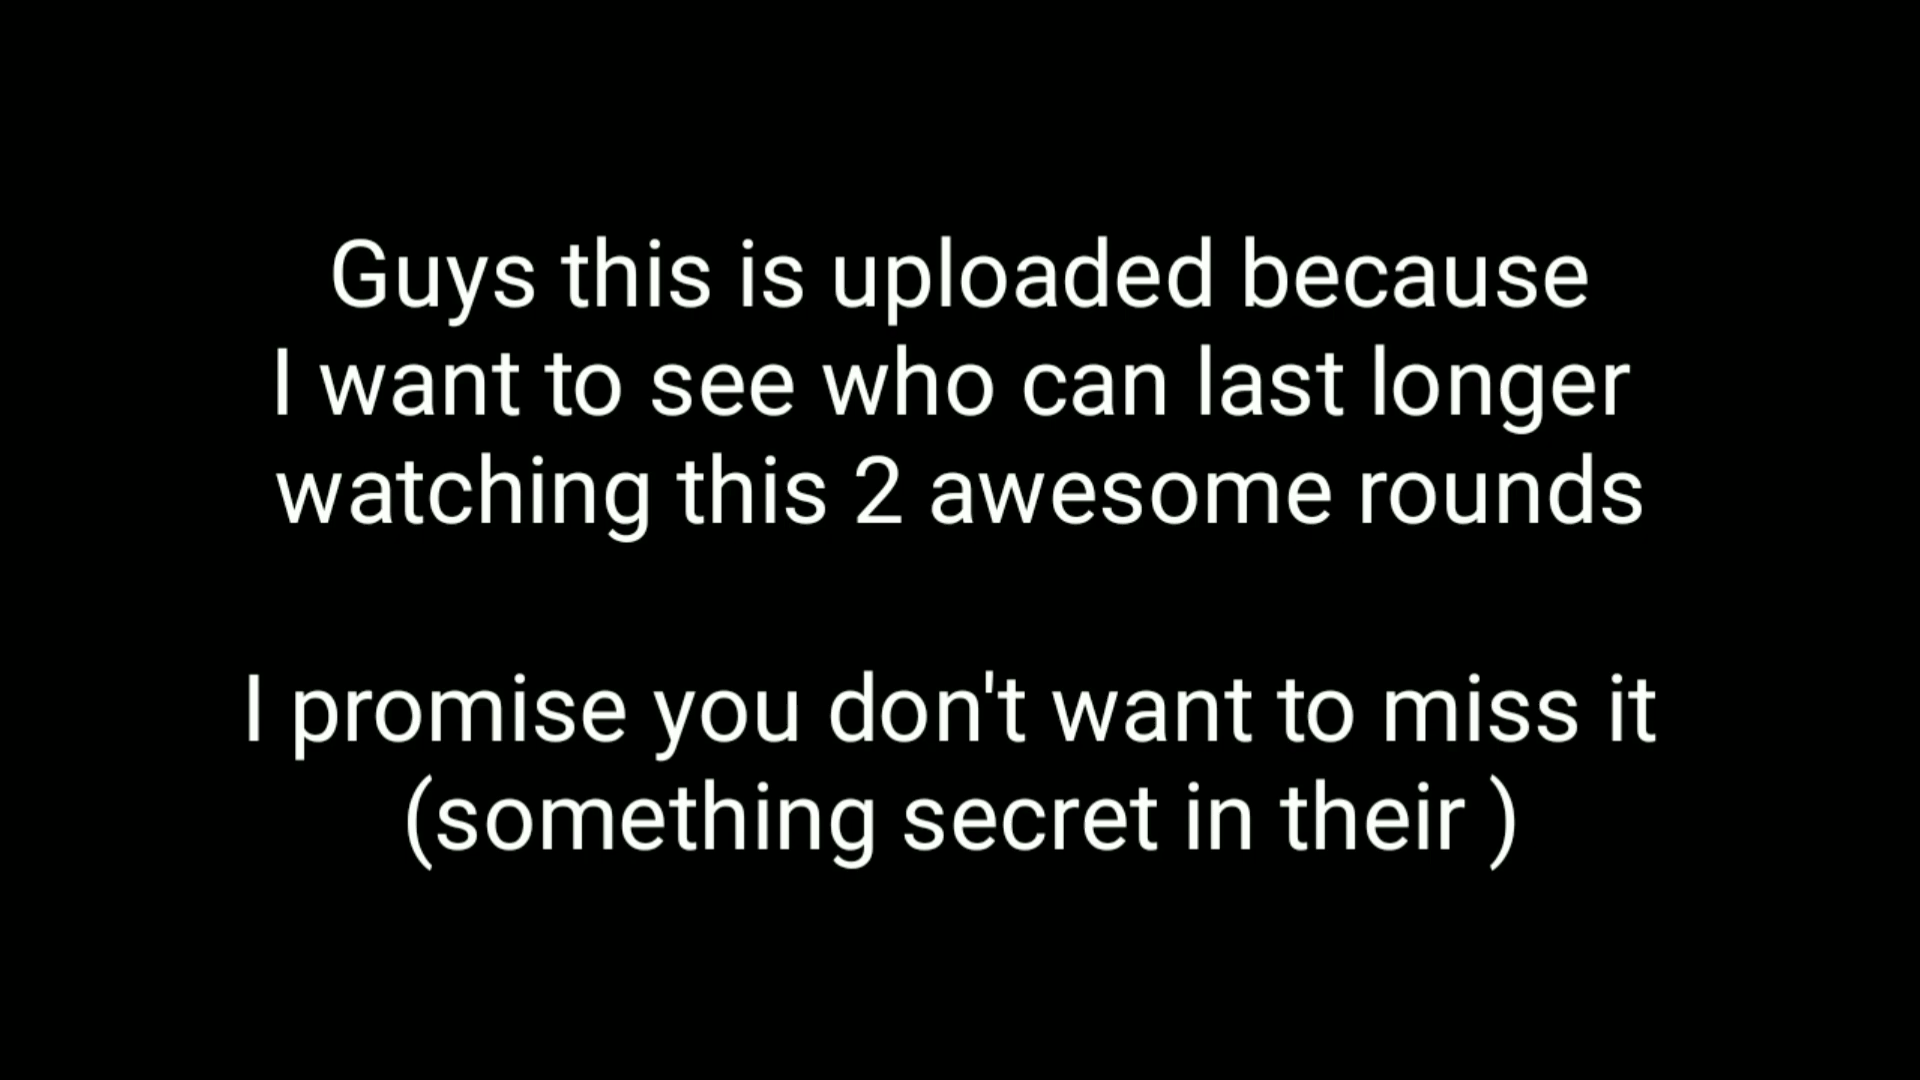 Guys this is uploaded because
I want to see who can last longer
watching this 2 awesome rounds
I promise you don't want to miss it
(something secret in their )